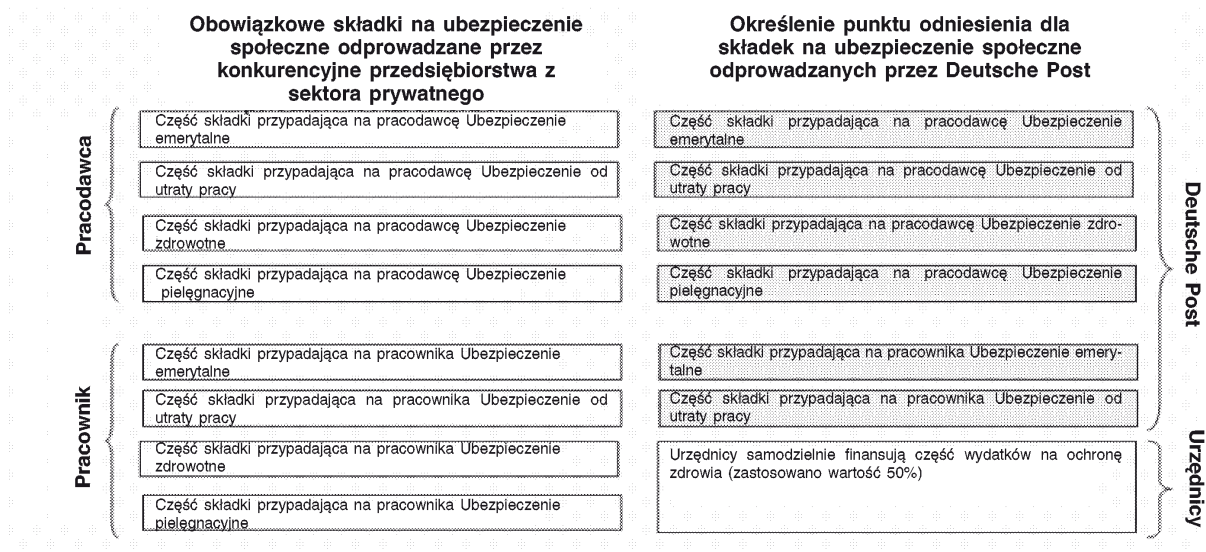 Obowiązkowe składki na ubezpieczenie
społeczne odprowadzane przez
konkurencyjne przedsiębiorstwa z
sektora prywatnego
Określenie punktu odniesienia dla
składek na ubezpieczenie społeczne
odprowadzanych przez Deutsche Post
Pracodawca
Część składki przypadająca na pracodawcę Ubezpieczenie
emerytalne
Część składki przypadająca na pracodawcę Ubezpieczenie od
utraty pracy
Część składki przypadająca na pracodawcę Ubezpieczenie
zdrowotne
Część składki przypadająca na pracodawcę Ubezpieczenie
pielęgnacyjne
Część składki przypadająca na pracodawcę Ubezpieczenie
emerytalne
Część składki przypadająca na pracodawcę Ubezpieczenie od
utraty pracy
Część składki przypadająca na pracodawcę Ubezpieczenie zdro-
wotne
Część składki przypadająca na pracodawcę Ubezpieczenie
pielęgnacyjne
Deutsche Post
Pracownik
Część składki przypadająca na pracownika Ubezpieczenie
emerytalne
Część składki przypadająca na pracownika Ubezpieczenie od
utraty pracy
Część składki przypadająca na pracownika Ubezpieczenie
zdrowotne
Część składki przypadająca na pracownika Ubezpieczenie
pielęgnacyjne
Część składki przypadająca na pracownika Ubezpieczenie emery-
talne
Część składki przypadająca na pracownika Ubezpieczenie od
utraty pracy
Urzędnicy samodzielnie finansują część wydatków na ochronę
zdrowia (zastosowano wartość 50%)
Urzędnicy